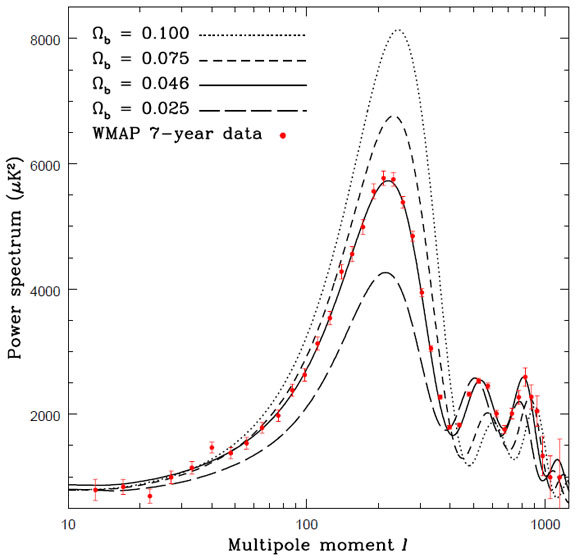 Ω_b = 0.100
Ω_b = 0.075
Ω_b = 0.046
Ω_b = 0.025
WMAP 7-year data
8000
6000
4000
2000
Power spectrum (μK²)
10 100 1000
Multipole moment l